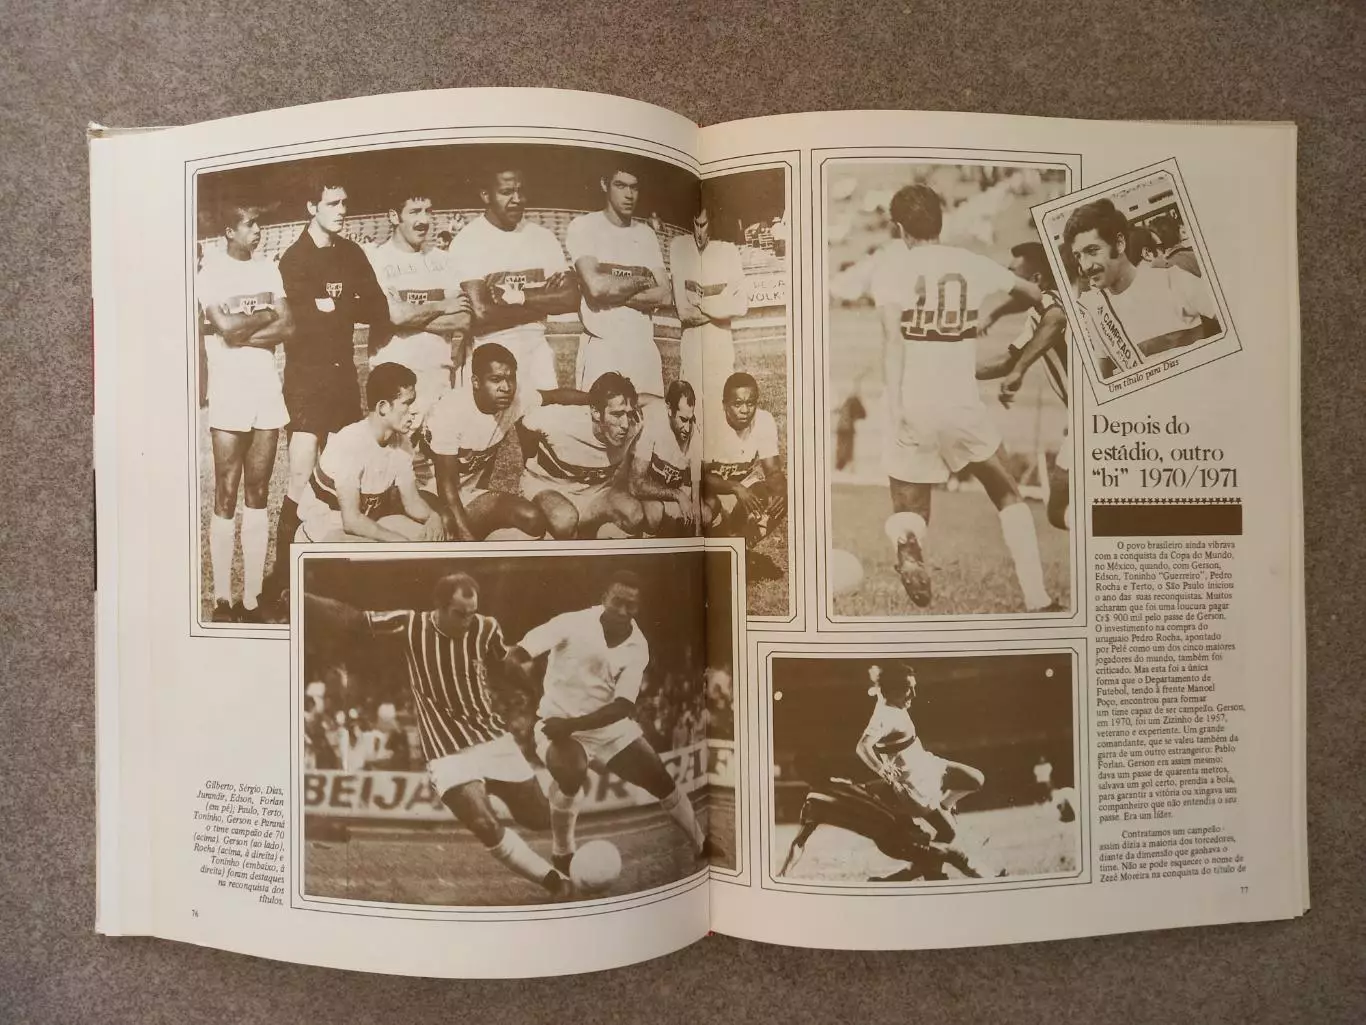 Gilberto, Sérgio, Dias,
Jurandir, Edson, Forlan
(em pé); Paulo, Terto,
Toninho, Gerson e Paraná
o time campeão de 70
(acima). Gerson (ao lado),
Rocha (acima, à direita) e
Toninho (embaixo, à
direita) foram destaques
na reconquista dos
títulos.
76
BEIJA
VOLK
10
CAMPEÃO
Um título para Dias
Depois do
estádio, outro
"bi" 1970/1971
O povo brasileiro ainda vibrava
com a conquista da Copa do Mundo,
no México, quando, com Gerson,
Edson, Toninho "Guerreiro", Pedro
Rocha e Terto, o São Paulo iniciou
o ano das suas reconquistas. Muitos
acharam que foi uma loucura pagar
Cr$ 900 mil pelo passe de Gerson.
O investimento na compra do
uruguaio Pedro Rocha, apontado
por Pelé como um dos cinco maiores
jogadores do mundo, também foi
criticado. Mas esta foi a única
forma que o Departamento de
Futebol, tendo à frente Manoel
Poço, encontrou para formar
um time capaz de ser campeão. Gerson,
em 1970, foi um Zizinho de 1957,
veterano e experiente. Um grande
comandante, que se valeu também da
garra de um outro estrangeiro: Pablo
Forlan. Gerson era assim mesmo:
dava um passe de quarenta metros,
salvava um gol certo, prendia a bola,
para garantir a vitória ou xingava um
companheiro que não entendia o seu
passe. Era um líder.
Contratamos um campeão -
assim dizia a maioria dos torcedores,
diante da dimensão que ganhava o
time. Não se pode esquecer o nome de
Zezé Moreira na conquista do título de
77